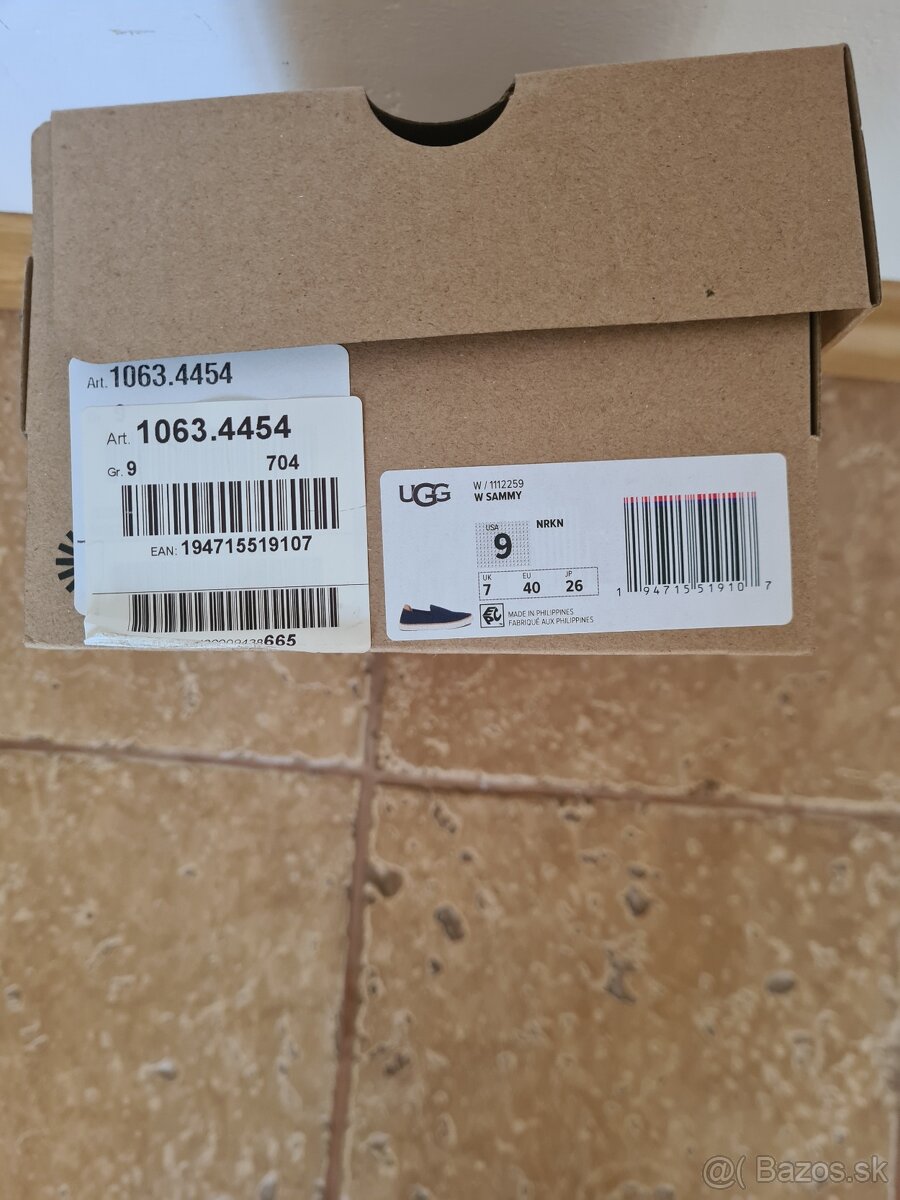 Art. 1063.4454
Art. 1063.4454
Gr. 9 704
EAN: 194715519107
665
UGG
W / 1112259
W SAMMY
USA
9
NRKN
UK EU JP
7 40 26
MADE IN PHILIPPINES
FABRIQUÉ AUX PHILIPPINES
1 94715 51910 7
@( Bazos.sk